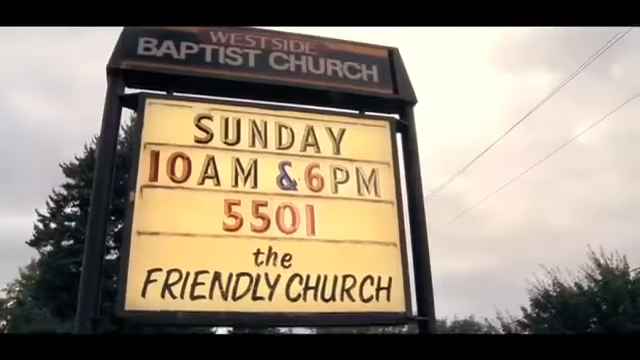 WESTSIDE
BAPTIST CHURCH
SUNDAY
10AM & 6PM
5501
the
FRIENDLY CHURCH